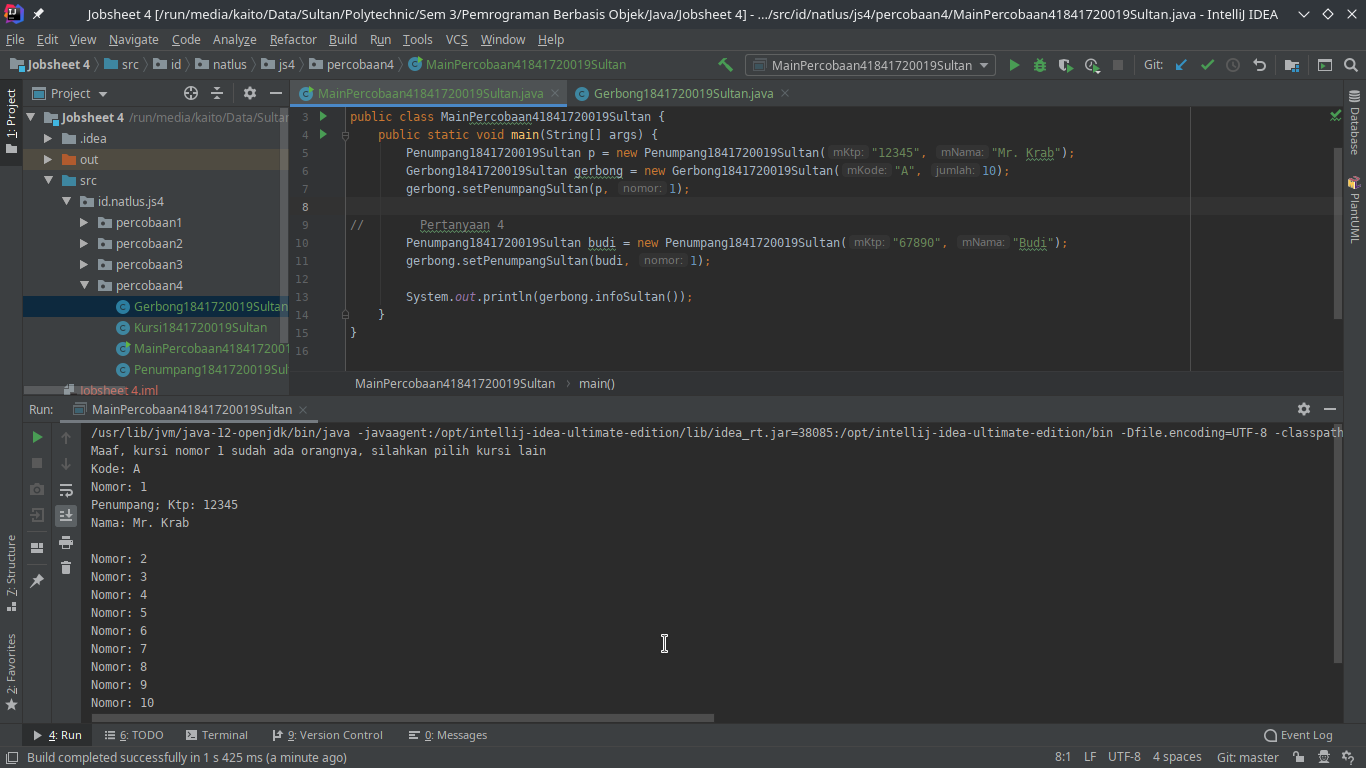 Jobsheet 4 [/run/media/kaito/Data/Sultan/Polytechnic/Sem 3/Pemrograman Berbasis Objek/Java/Jobsheet 4] - .../src/id/natlus/js4/percobaan4/MainPercobaan41841720019Sultan.java - IntelliJ IDEA
File Edit View Navigate Code Analyze Refactor Build Run Tools VCS Window Help
Jobsheet 4 src id natlus js4 percobaan4 MainPercobaan41841720019Sultan MainPercobaan41841720019Sultan Git:
1: Project
Project
MainPercobaan41841720019Sultan.java Gerbong1841720019Sultan.java
Jobsheet 4 /run/media/kaito/Data/Sultan
.idea
out
src
id.natlus.js4
percobaan1
percobaan2
percobaan3
percobaan4
Gerbong1841720019Sultan
Kursi1841720019Sultan
MainPercobaan4184172001
Penumpang1841720019Sul
Jobsheet 4.iml
3 public class MainPercobaan41841720019Sultan {
4 public static void main(String[] args) {
5 Penumpang1841720019Sultan p = new Penumpang1841720019Sultan( mKtp: "12345", mNama: "Mr. Krab");
6 Gerbong1841720019Sultan gerbong = new Gerbong1841720019Sultan( mKode: "A", jumlah: 10);
7 gerbong.setPenumpangSultan(p, nomor: 1);
8
9 // Pertanyaan 4
10 Penumpang1841720019Sultan budi = new Penumpang1841720019Sultan( mKtp: "67890", mNama: "Budi");
11 gerbong.setPenumpangSultan(budi, nomor: 1);
12
13 System.out.println(gerbong.infoSultan());
14 }
15 }
16
MainPercobaan41841720019Sultan main()
Database
PlantUML
Run: MainPercobaan41841720019Sultan
/usr/lib/jvm/java-12-openjdk/bin/java -javaagent:/opt/intellij-idea-ultimate-edition/lib/idea_rt.jar=38085:/opt/intellij-idea-ultimate-edition/bin -Dfile.encoding=UTF-8 -classpath
Maaf, kursi nomor 1 sudah ada orangnya, silahkan pilih kursi lain
Kode: A
Nomor: 1
Penumpang; Ktp: 12345
Nama: Mr. Krab
Nomor: 2
Nomor: 3
Nomor: 4
Nomor: 5
Nomor: 6
Nomor: 7
Nomor: 8
Nomor: 9
Nomor: 10
7: Structure
2: Favorites
4: Run 6: TODO Terminal 9: Version Control 0: Messages Event Log
Build completed successfully in 1 s 425 ms (a minute ago) 8:1 LF UTF-8 4 spaces Git: master